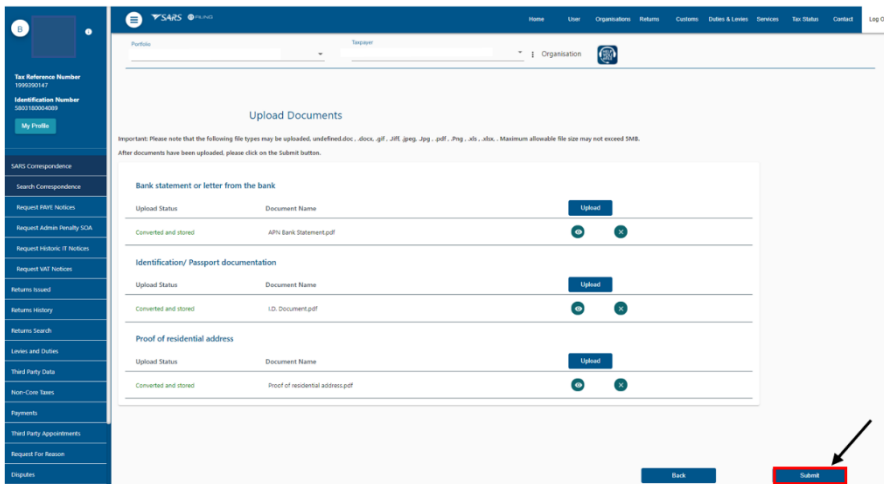 B
SARS eFILING
Home User Organisations Returns Customs Duties & Levies Services Tax Status Contact Log O
Portfolio
Taxpayer
Organisation
Tax Reference Number
1999390147
Identification Number
5803180004089
My Profile
SARS Correspondence
Search Correspondence
Request PAYE Notices
Request Admin Penalty SOA
Request Historic IT Notices
Request VAT Notices
Returns Issued
Returns History
Returns Search
Levies and Duties
Third Party Data
Non-Core Taxes
Payments
Third Party Appointments
Request For Reason
Disputes
Upload Documents
Important: Please note that the following file types may be uploaded, undefined.doc , .docx, .gif , .Jiff, .jpeg, .Jpg , .pdf , .Png , .xls , .xlsx, . Maximum allowable file size may not exceed 5MB.
After documents have been uploaded, please click on the Submit button.
Bank statement or letter from the bank
Upload Status Document Name Upload
Converted and stored APN Bank Statement.pdf
Identification/ Passport documentation
Upload Status Document Name Upload
Converted and stored I.D. Document.pdf
Proof of residential address
Upload Status Document Name Upload
Converted and stored Proof of residential address.pdf
Back Submit